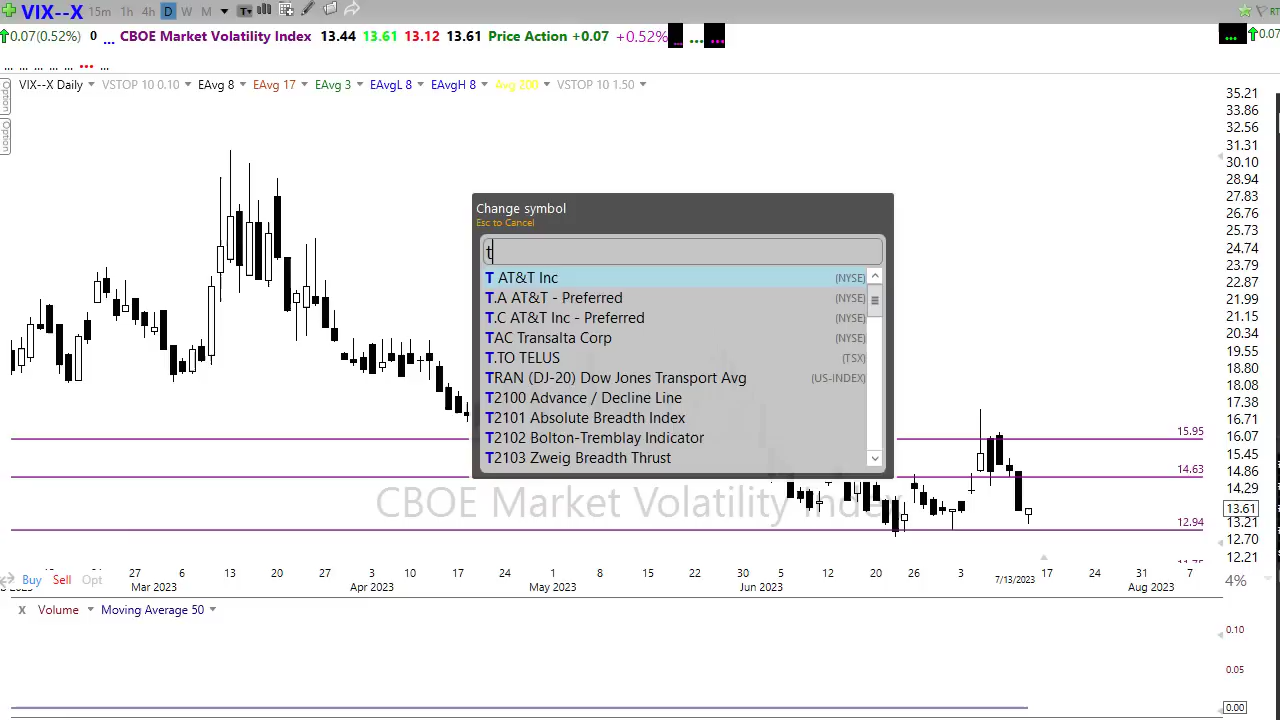 VIX--X 15m 1h 4h D W M T RT
0.07(0.52%) 0 ... CBOE Market Volatility Index 13.44 13.61 13.12 13.61 Price Action +0.07 +0.52% ... ... ... 0.07
... ... ... ... ... ... ...
VIX--X Daily VSTOP 10 0.10 EAvg 8 EAvg 17 EAvg 3 EAvgL 8 EAvgH 8 Avg 200 VSTOP 10 1.50
Option
Option
35.21
33.86
32.56
31.31
30.10
28.94
27.83
26.76
25.73
24.74
23.79
22.87
21.99
21.15
20.34
19.55
18.80
18.08
17.38
16.71
16.07
15.45
14.86
14.29
13.61
13.21
12.70
12.21
Change symbol
Esc to Cancel
t
T AT&T Inc (NYSE)
T.A AT&T - Preferred (NYSE)
T.C AT&T Inc - Preferred (NYSE)
TAC Transalta Corp (NYSE)
T.TO TELUS (TSX)
TRAN (DJ-20) Dow Jones Transport Avg (US-INDEX)
T2100 Advance / Decline Line
T2101 Absolute Breadth Index
T2102 Bolton-Tremblay Indicator
T2103 Zweig Breadth Thrust
15.95
14.63
12.94
CBOE Market Volatility Index
27 6 13 20 27 3 10 17 24 1 8 15 22 30 5 12 20 26 3 7/13/2023 17 24 31 7
Buy Sell Opt
Mar 2023 Apr 2023 May 2023 Jun 2023 Aug 2023
4%
X Volume Moving Average 50
0.10
0.05
0.00